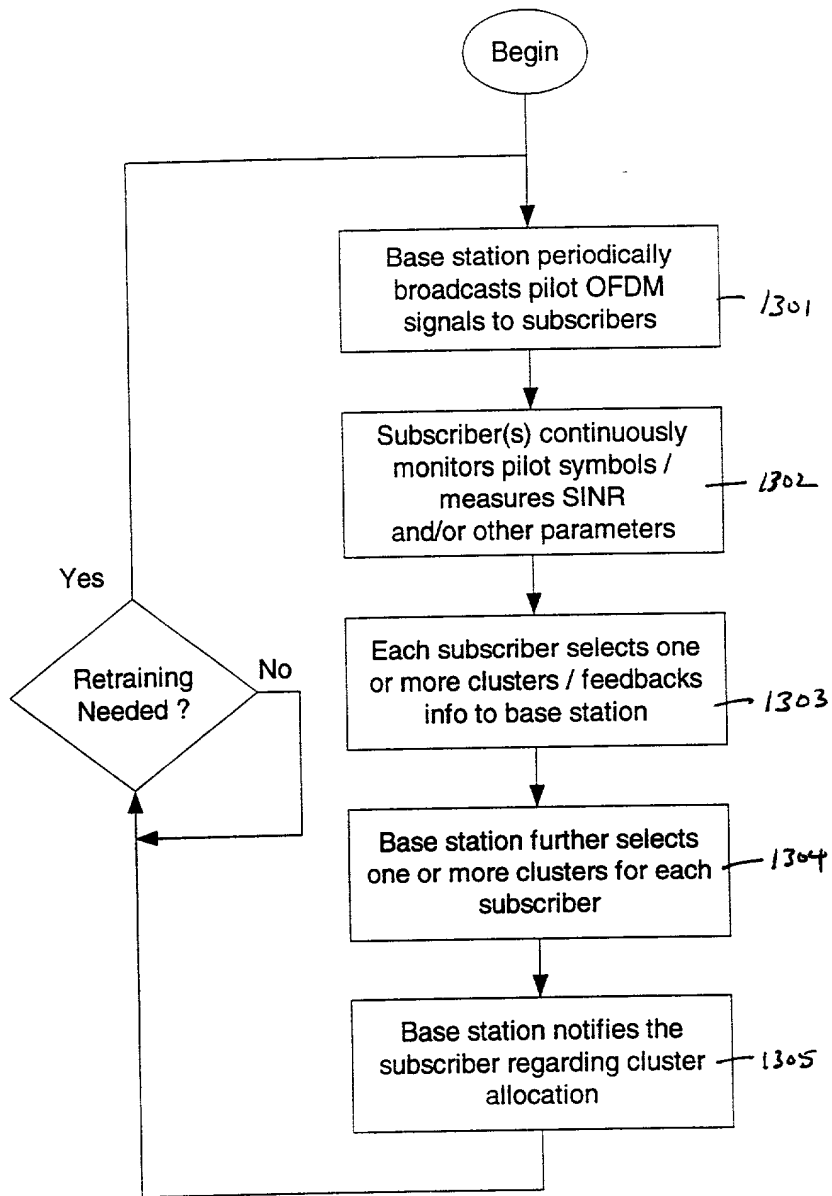 Begin
Base station periodically
broadcasts pilot OFDM
signals to subscribers
1301
Subscriber(s) continuously
monitors pilot symbols /
measures SINR
and/or other parameters
1302
Each subscriber selects one
or more clusters / feedbacks
info to base station
1303
Base station further selects
one or more clusters for each
subscriber
1304
Base station notifies the
subscriber regarding cluster
allocation
1305
Yes
Retraining
Needed ?
No